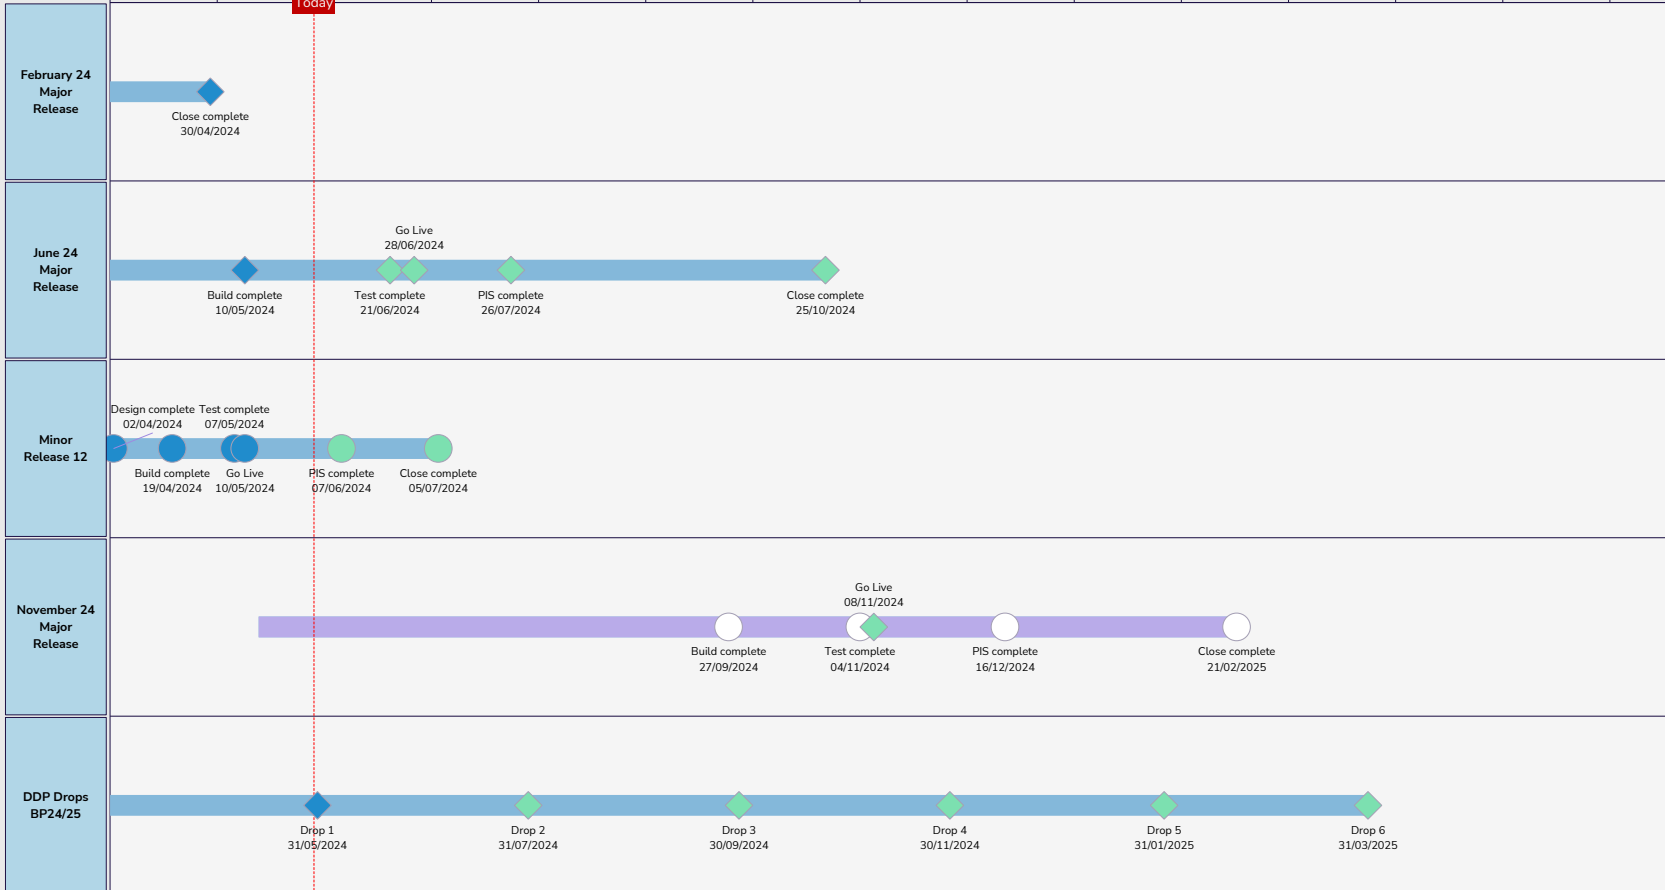 Today
February 24
Major
Release
Close complete
30/04/2024
June 24
Major
Release
Go Live
28/06/2024
Build complete
10/05/2024
Test complete
21/06/2024
PIS complete
26/07/2024
Close complete
25/10/2024
Minor
Release 12
Design complete
02/04/2024
Test complete
07/05/2024
Build complete
19/04/2024
Go Live
10/05/2024
PIS complete
07/06/2024
Close complete
05/07/2024
November 24
Major
Release
Go Live
08/11/2024
Build complete
27/09/2024
Test complete
04/11/2024
PIS complete
16/12/2024
Close complete
21/02/2025
DDP Drops
BP24/25
Drop 1
31/05/2024
Drop 2
31/07/2024
Drop 3
30/09/2024
Drop 4
30/11/2024
Drop 5
31/01/2025
Drop 6
31/03/2025